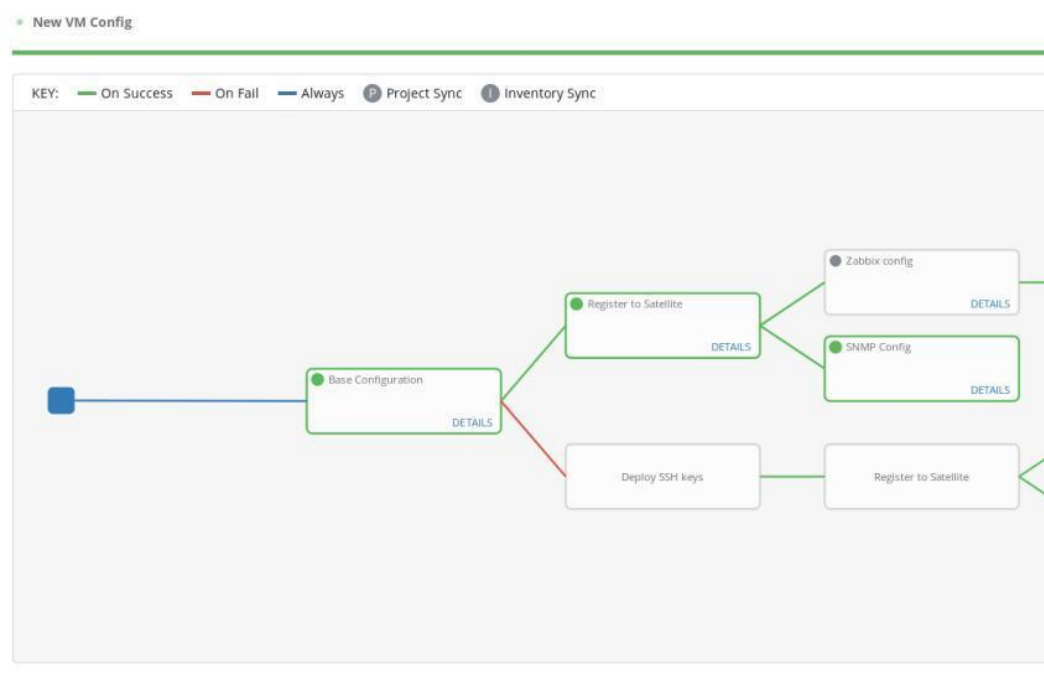 New VM Config
KEY: On Success On Fail Always P Project Sync I Inventory Sync
Zabbix config
DETAILS
Register to Satellite
DETAILS
SNMP Config
DETAILS
Base Configuration
DETAILS
Deploy SSH keys
Register to Satellite